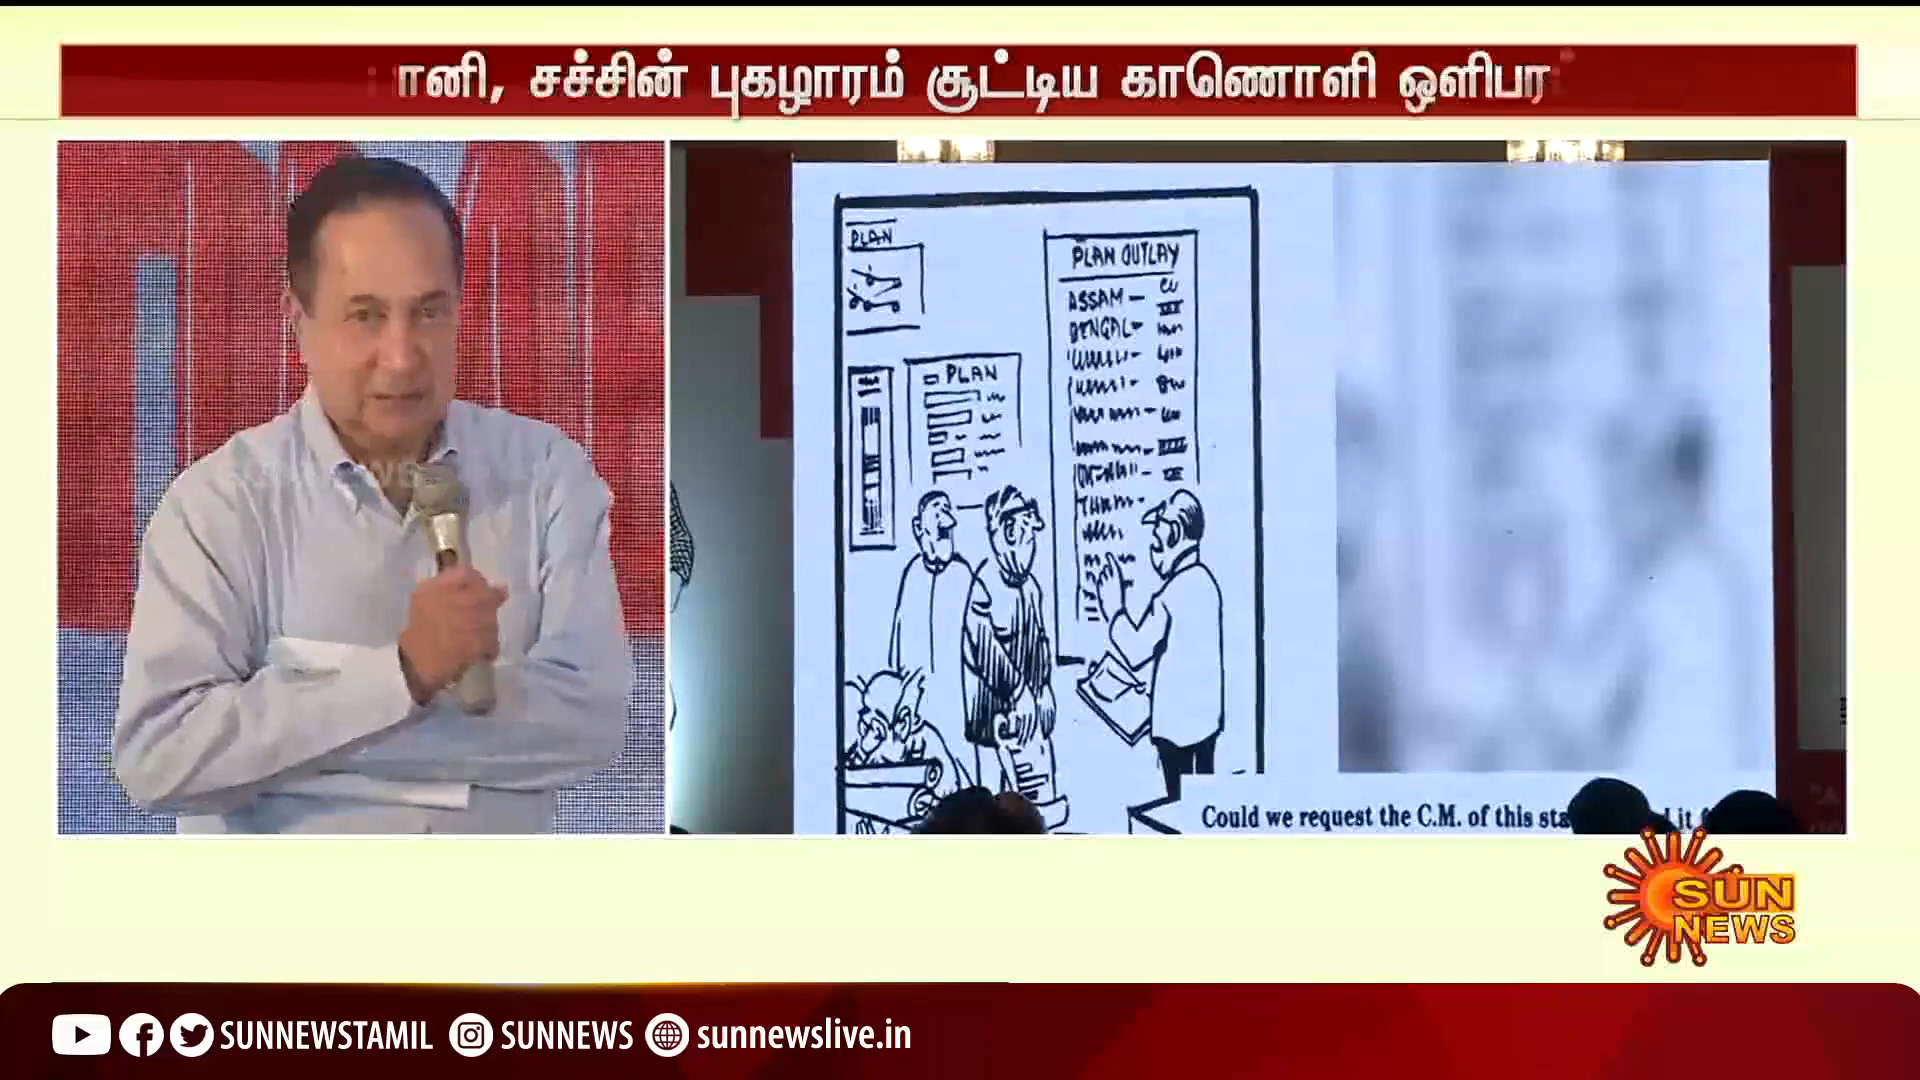 ானி, சச்சின் புகழாரம் சூட்டிய காணொளி ஒளிபர
PLAN
PLAN OUTLAY
ASSAM –
BENGAL –
PLAN
Could we request the C.M. of this sta
it
SUN
NEWS
SUNNEWSTAMIL SUNNEWS sunnewslive.in